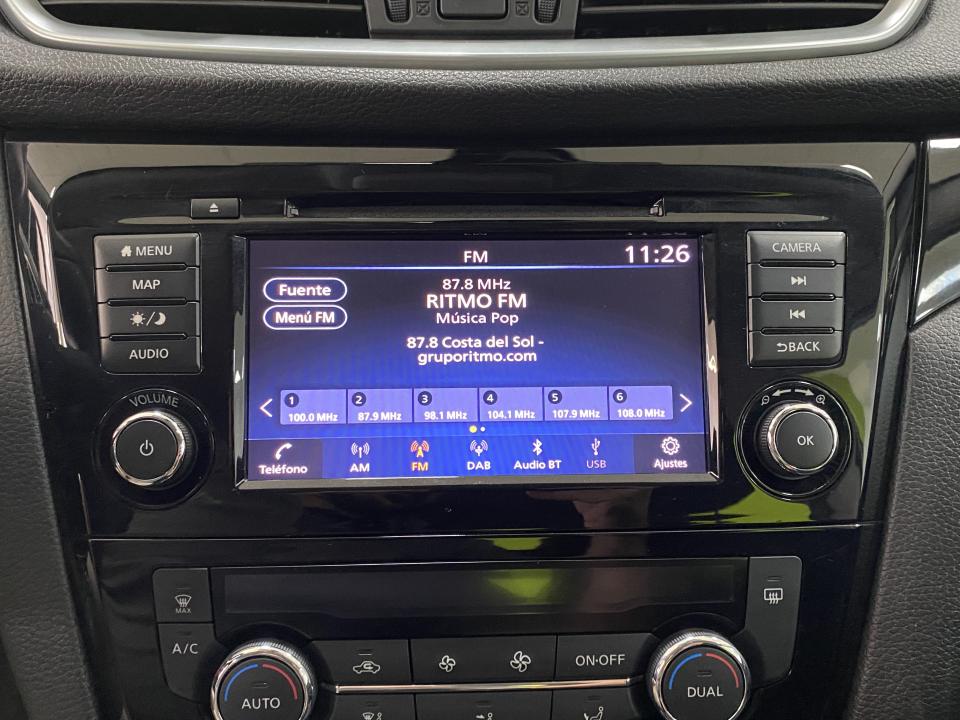 FM
11:26
Fuente
Menú FM
87.8 MHz
RITMO FM
Música Pop
87.8 Costa del Sol -
gruporitmo.com
1 100.0 MHz
2 87.9 MHz
3 98.1 MHz
4 104.1 MHz
5 107.9 MHz
6 108.0 MHz
Teléfono
AM
FM
DAB
Audio BT
USB
Ajustes
MENU
MAP
AUDIO
VOLUME
CAMERA
BACK
OK
MAX
A/C
AUTO
ON·OFF
DUAL